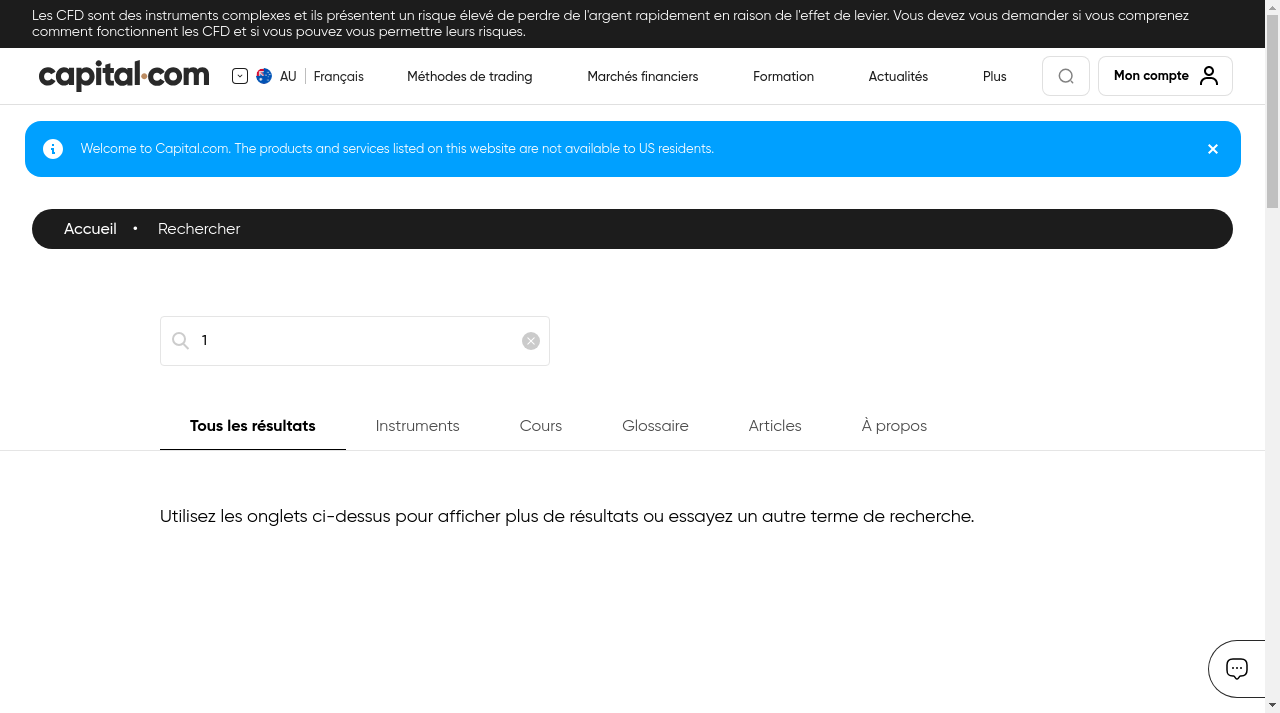 Les CFD sont des instruments complexes et ils présentent un risque élevé de perdre de l'argent rapidement en raison de l'effet de levier. Vous devez vous demander si vous comprenez
comment fonctionnent les CFD et si vous pouvez vous permettre leurs risques.
capital.com
AU Français
Méthodes de trading
Marchés financiers
Formation
Actualités
Plus
Mon compte
Welcome to Capital.com. The products and services listed on this website are not available to US residents.
Accueil • Rechercher
1
Tous les résultats
Instruments
Cours
Glossaire
Articles
À propos
Utilisez les onglets ci-dessus pour afficher plus de résultats ou essayez un autre terme de recherche.